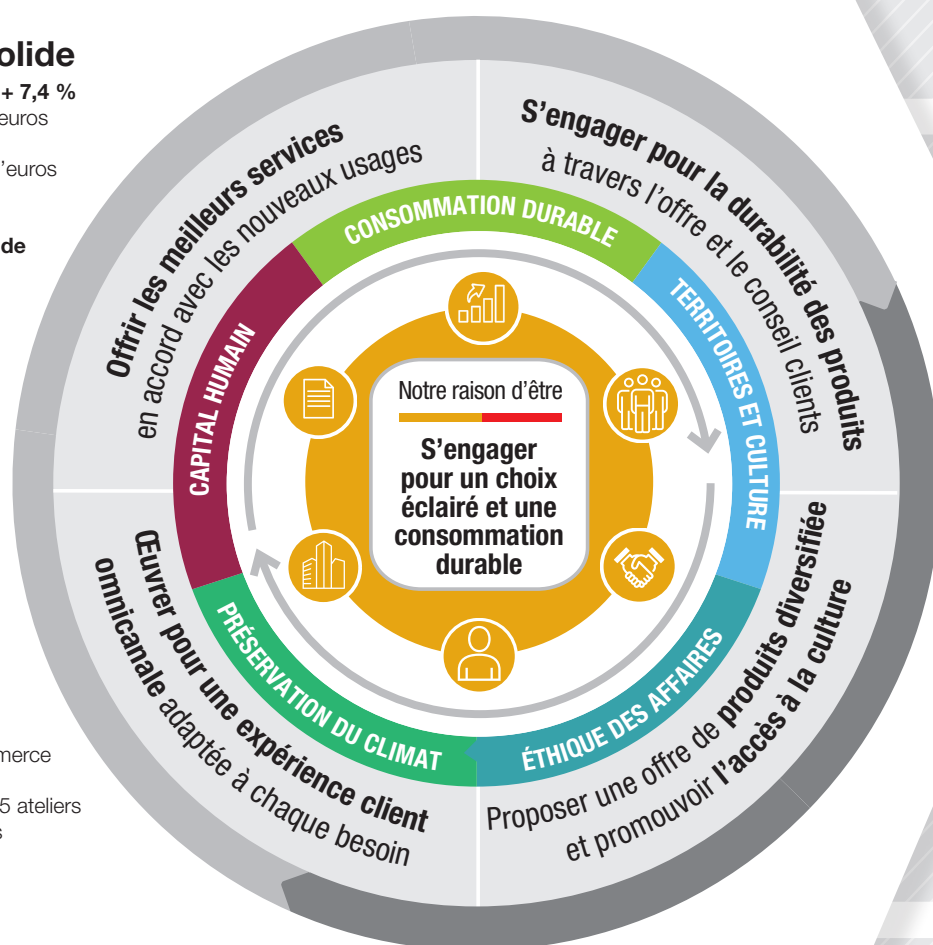 olide
+ 7,4 %
euros
'euros
de
merce
5 ateliers
s
Offrir les meilleurs services
en accord avec les nouveaux usages
S'engager pour la durabilité des produits
à travers l'offre et le conseil clients
CONSOMMATION DURABLE
TERRITOIRES ET CULTURE
CAPITAL HUMAIN
Notre raison d'être
S'engager
pour un choix
éclairé et une
consommation
durable
PRÉSERVATION DU CLIMAT
ÉTHIQUE DES AFFAIRES
Œuvrer pour une expérience client
omnicanale adaptée à chaque besoin
Proposer une offre de produits diversifiée
et promouvoir l'accès à la culture